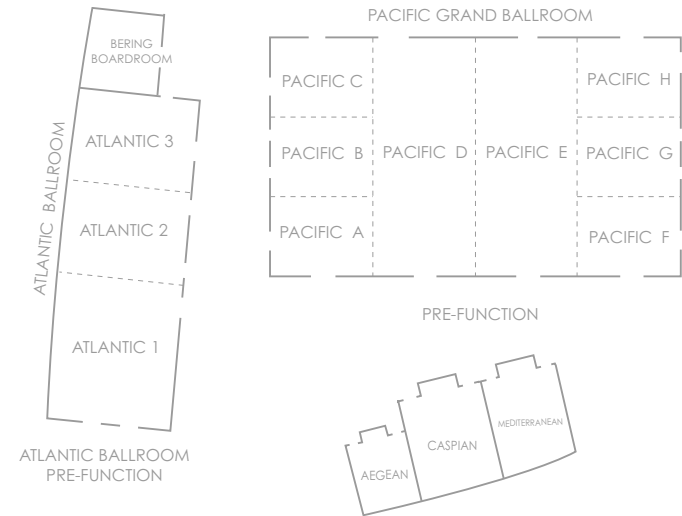 PACIFIC GRAND BALLROOM
BERING
BOARDROOM
ATLANTIC 3
ATLANTIC 2
ATLANTIC 1
ATLANTIC BALLROOM
ATLANTIC BALLROOM
PRE-FUNCTION
PACIFIC C
PACIFIC B
PACIFIC A
PACIFIC D
PACIFIC E
PACIFIC H
PACIFIC G
PACIFIC F
PRE-FUNCTION
AEGEAN
CASPIAN
MEDITERRANEAN